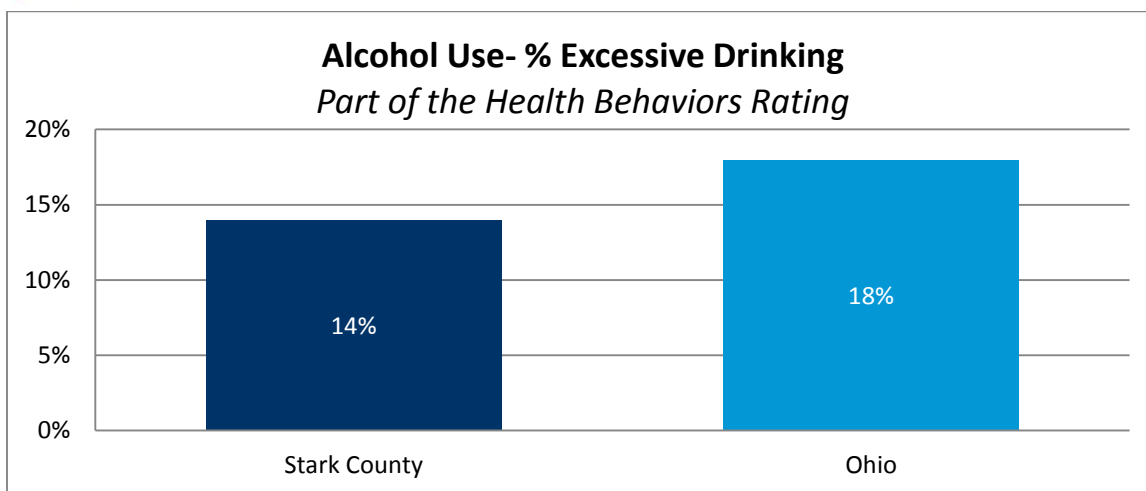 Alcohol Use- % Excessive Drinking
Part of the Health Behaviors Rating
20%
15%
10%
5%
0%
14%
18%
Stark County
Ohio